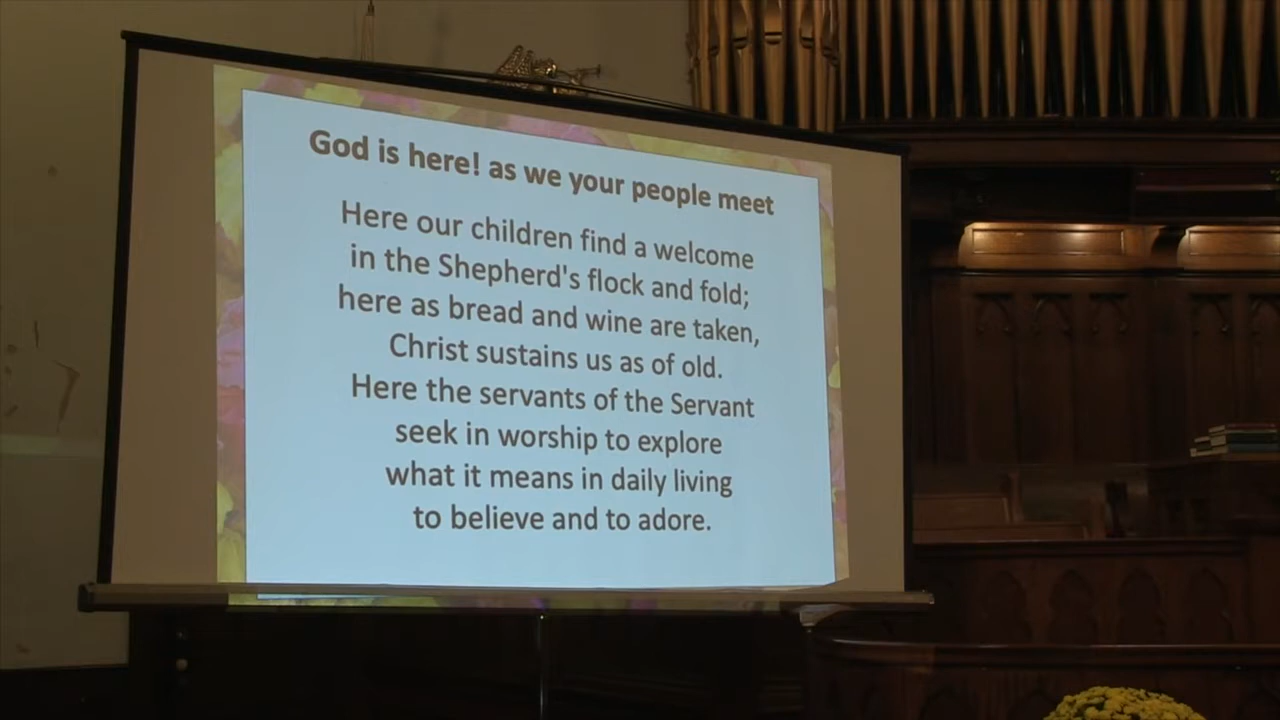 God is here! as we your people meet
Here our children find a welcome
in the Shepherd's flock and fold;
here as bread and wine are taken,
Christ sustains us as of old.
Here the servants of the Servant
seek in worship to explore
what it means in daily living
to believe and to adore.